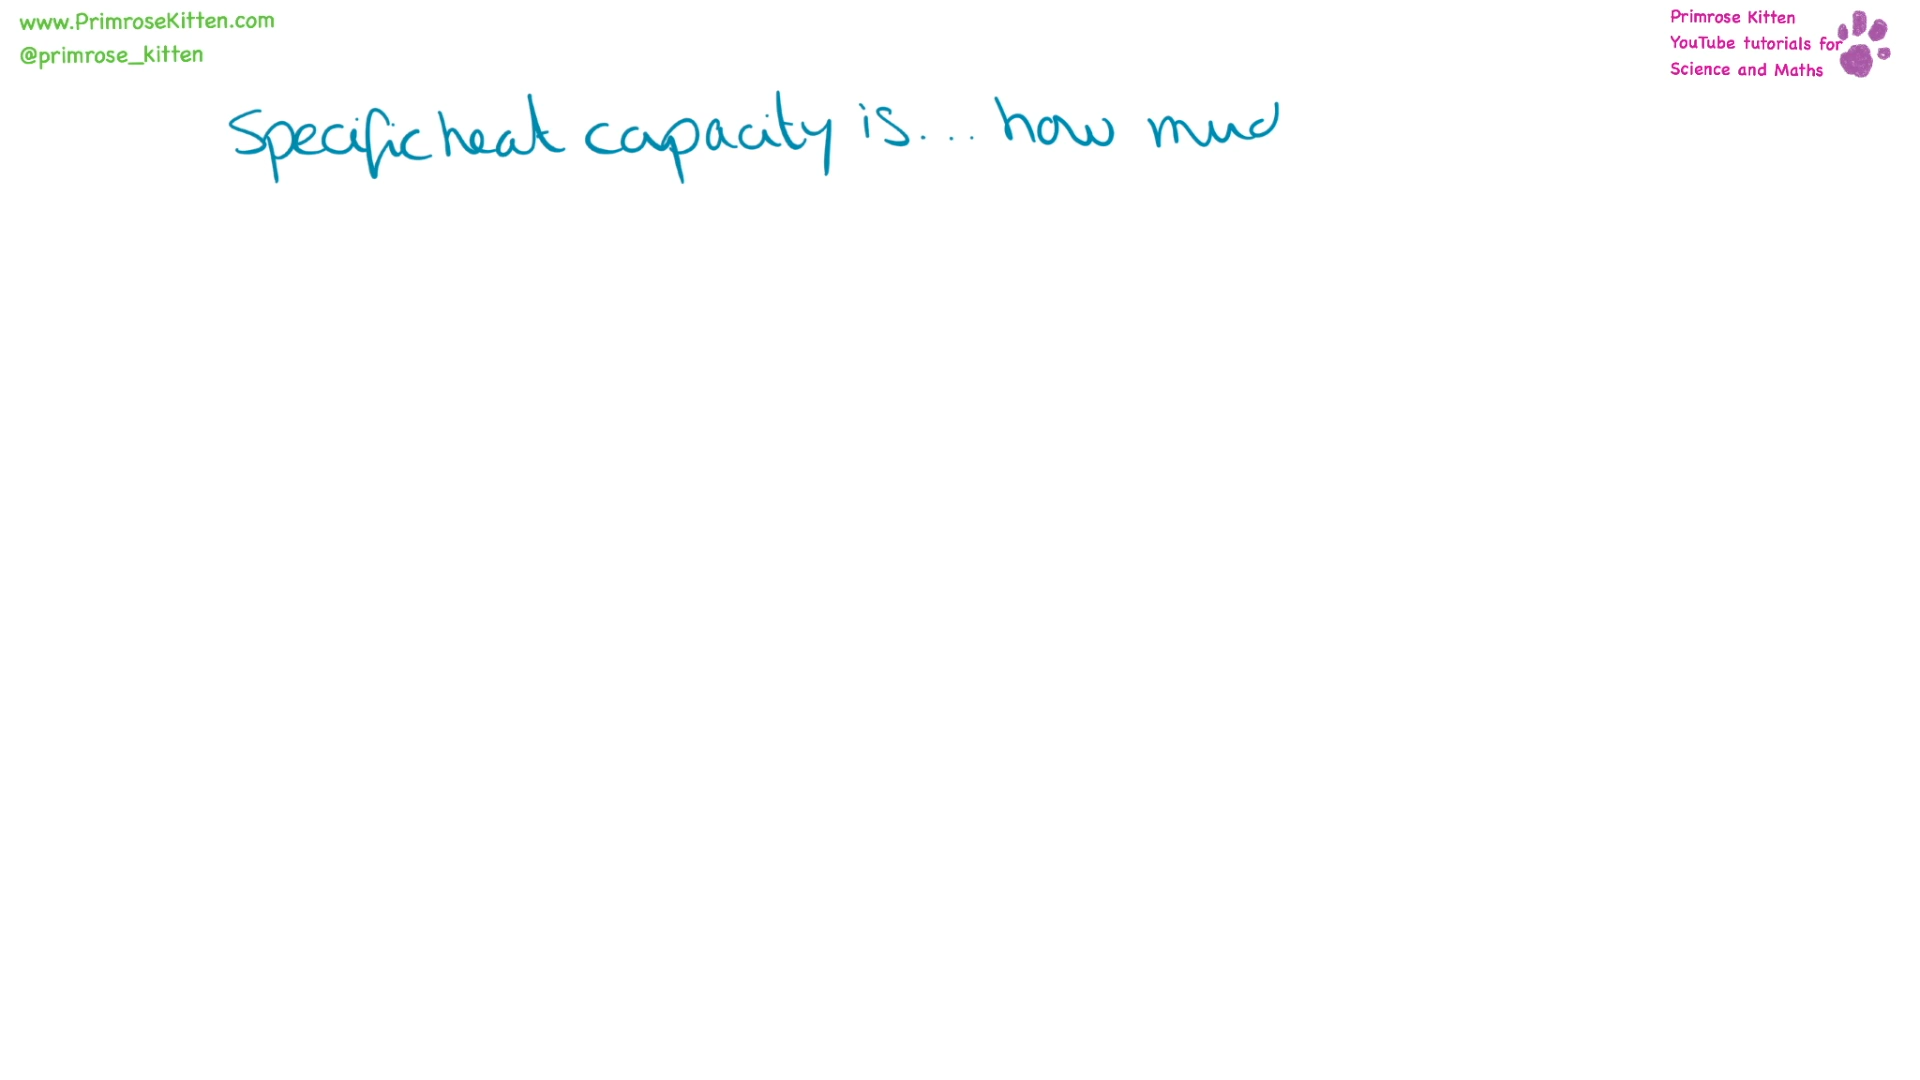 www.PrimroseKitten.com
@primrose_kitten
Primrose Kitten
YouTube tutorials for
Science and Maths
Specific heat capacity is... how muc